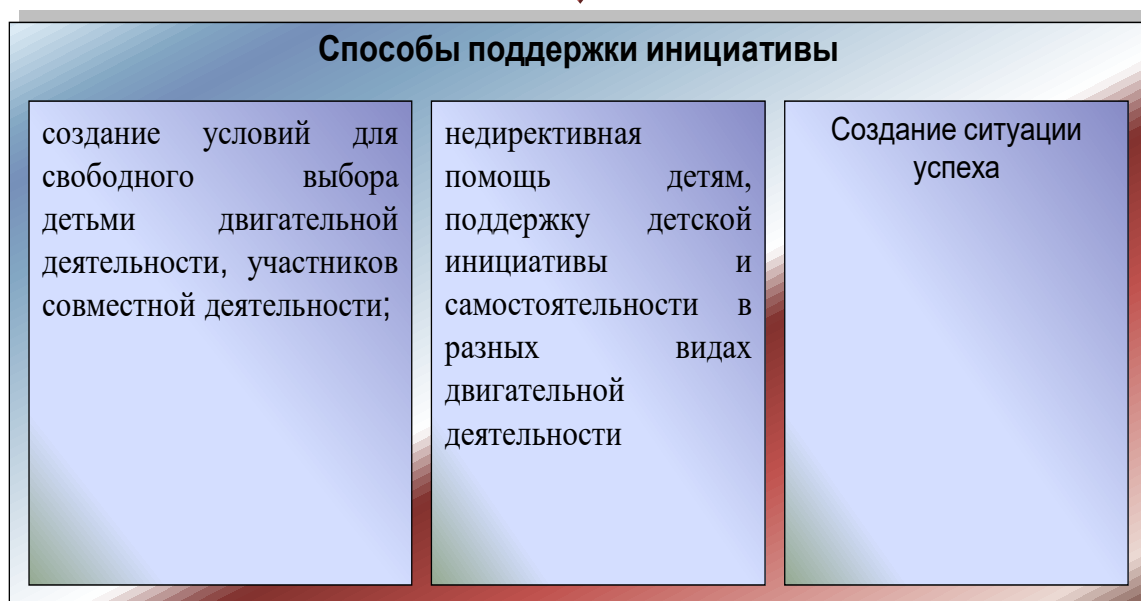 Способы поддержки инициативы
создание условий для
свободного выбора
детьми двигательной
деятельности, участников
совместной деятельности;
недирективная
помощь детям,
поддержку детской
инициативы и
самостоятельности в
разных видах
двигательной
деятельности
Создание ситуации
успеха